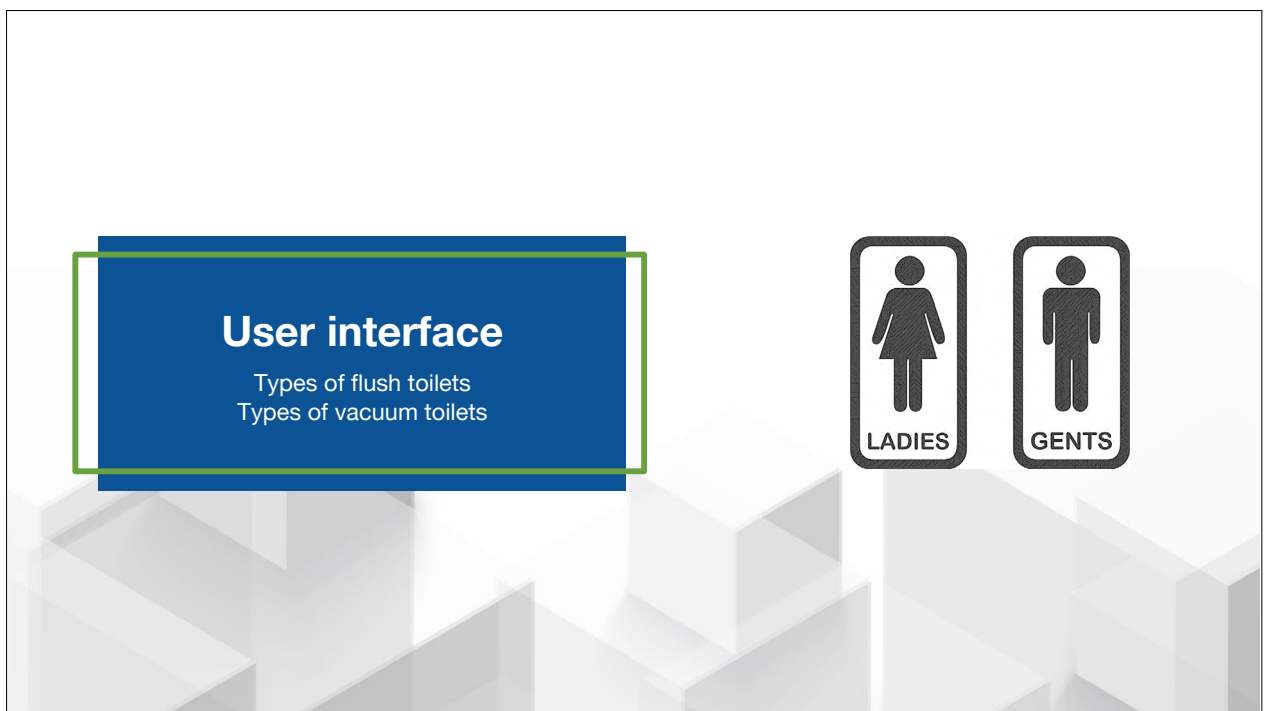 User interface
Types of flush toilets
Types of vacuum toilets
LADIES
GENTS